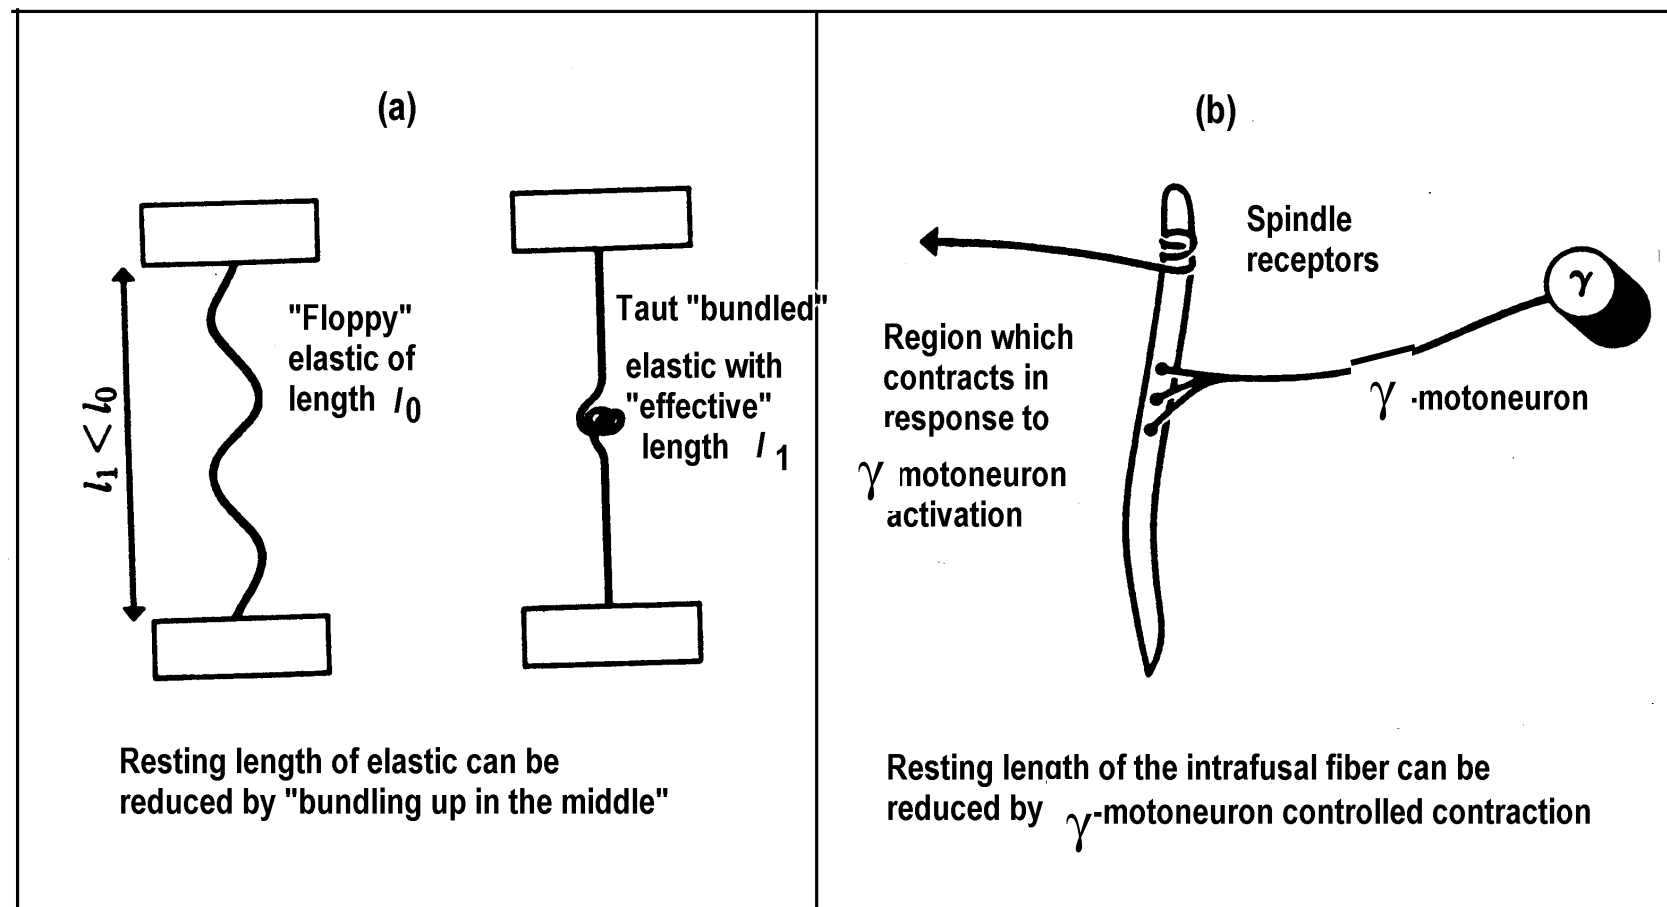 (a)
l₁ < l₀
"Floppy"
elastic of
length l₀
Taut "bundled"
elastic with
"effective"
length l₁
Resting length of elastic can be
reduced by "bundling up in the middle"
(b)
Spindle
receptors
γ
Region which
contracts in
response to
γ motoneuron
activation
γ -motoneuron
Resting length of the intrafusal fiber can be
reduced by γ-motoneuron controlled contraction